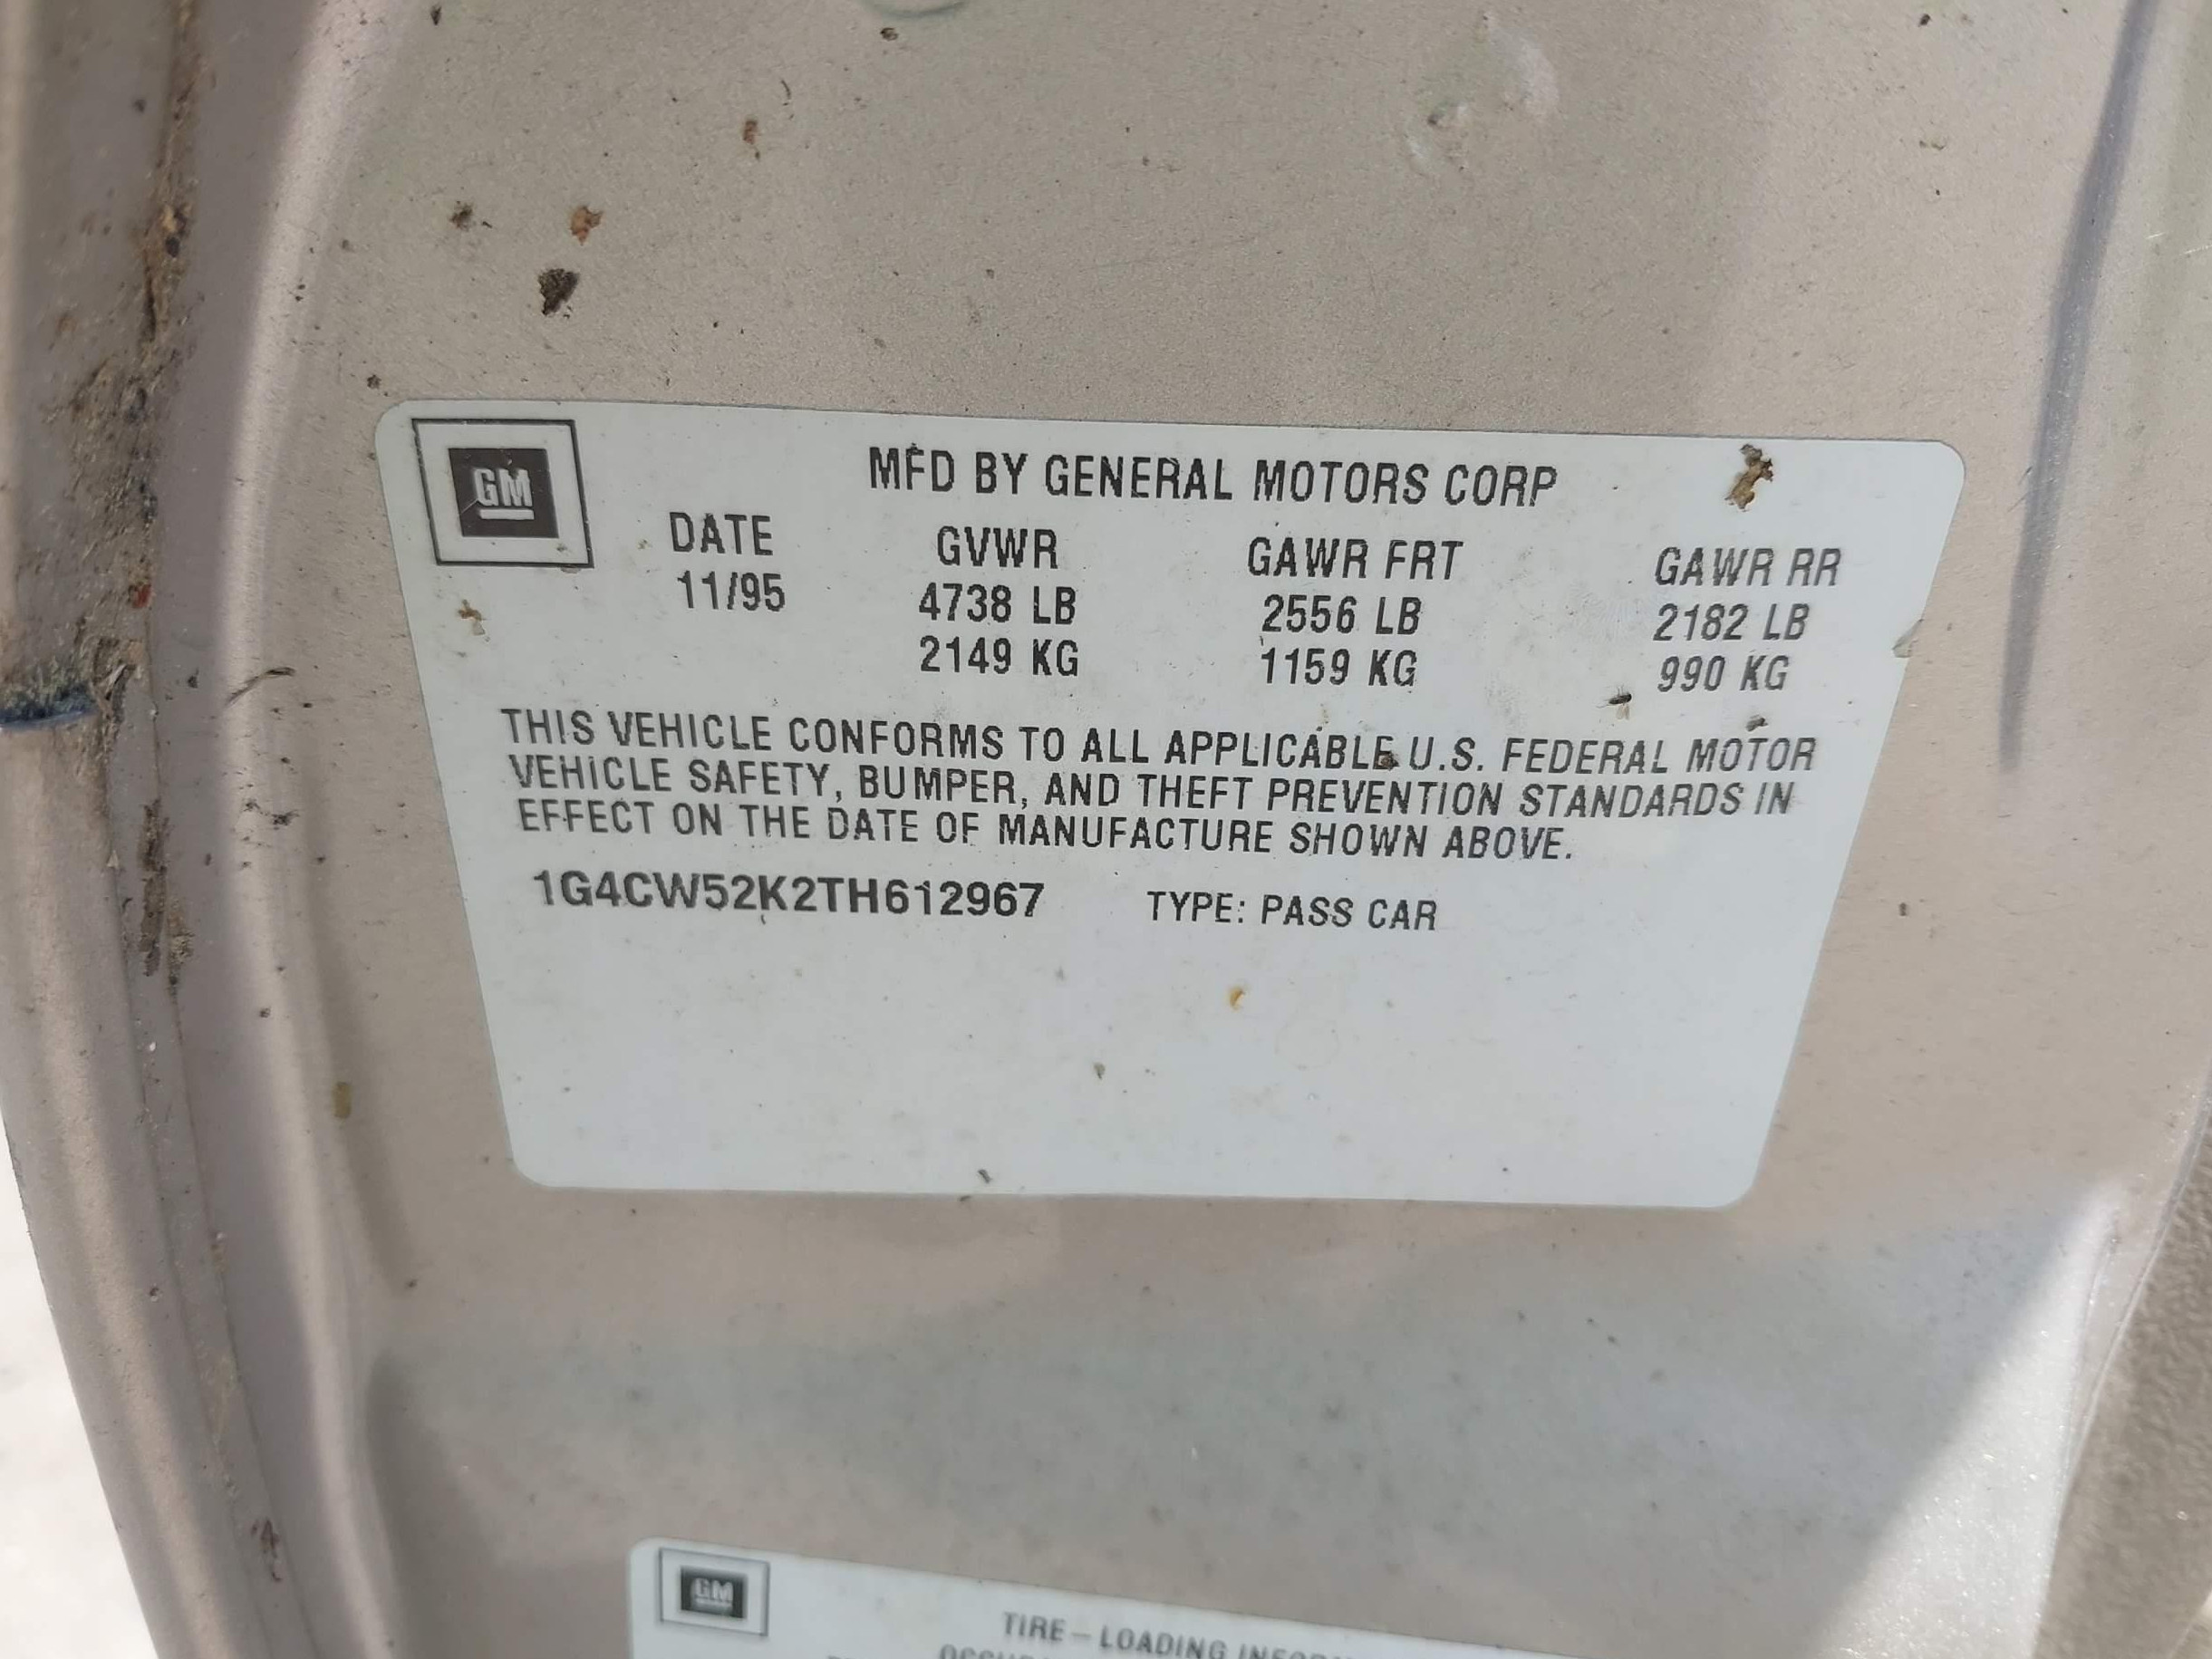 GM
MFD BY GENERAL MOTORS CORP
DATE GVWR GAWR FRT GAWR RR
11/95 4738 LB 2556 LB 2182 LB
2149 KG 1159 KG 990 KG
THIS VEHICLE CONFORMS TO ALL APPLICABLE U.S. FEDERAL MOTOR
VEHICLE SAFETY, BUMPER, AND THEFT PREVENTION STANDARDS IN
EFFECT ON THE DATE OF MANUFACTURE SHOWN ABOVE.
1G4CW52K2TH612967 TYPE: PASS CAR
GM
TIRE – LOADING